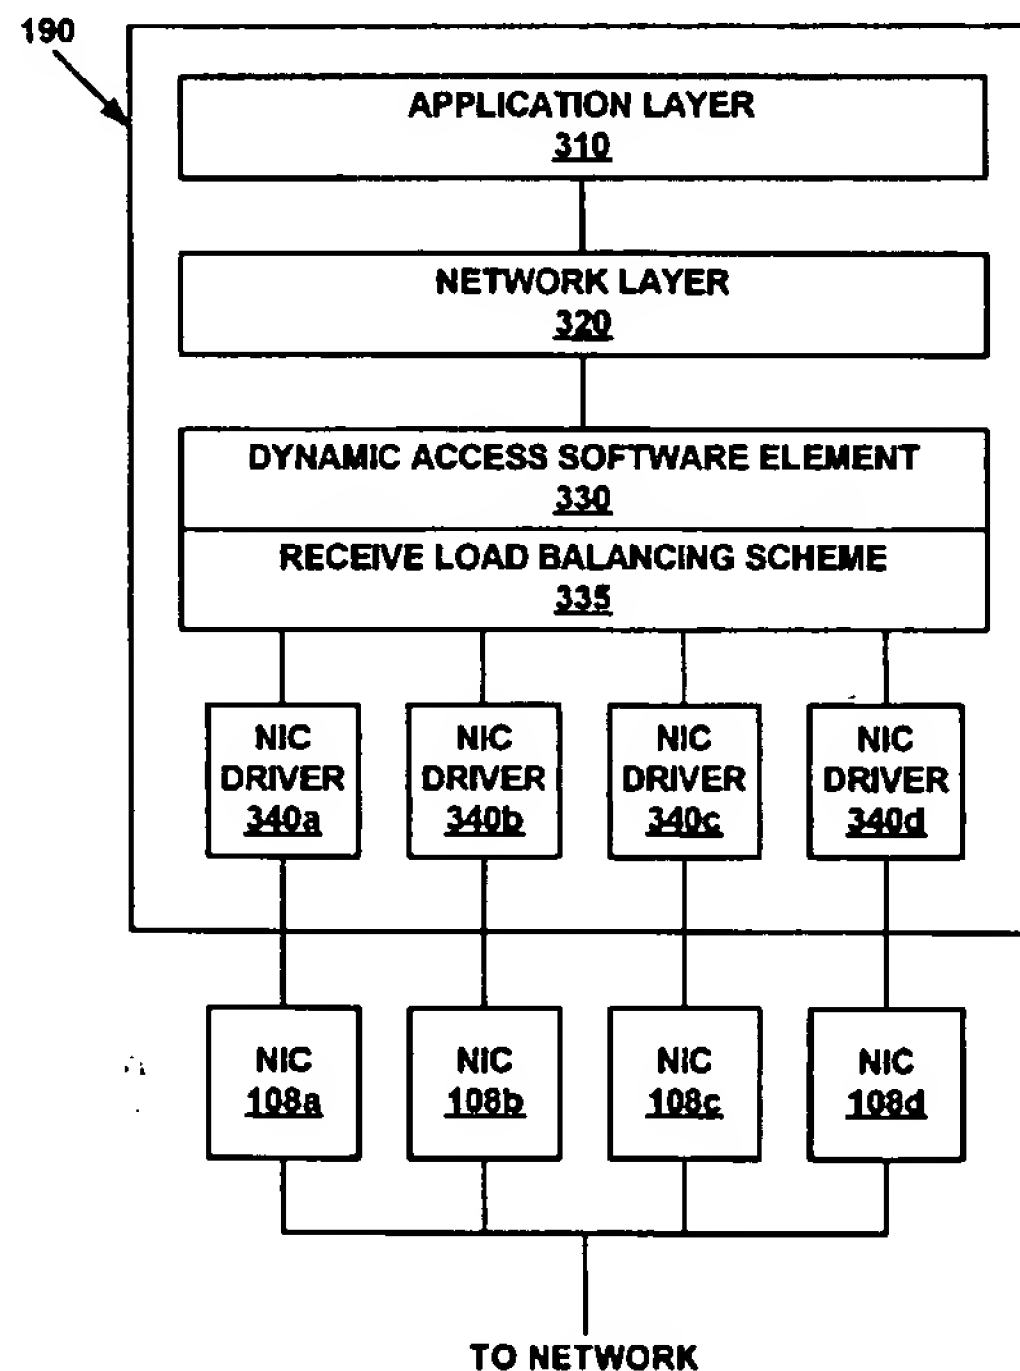 190
APPLICATION LAYER
310
NETWORK LAYER
320
DYNAMIC ACCESS SOFTWARE ELEMENT
330
RECEIVE LOAD BALANCING SCHEME
335
NIC
DRIVER
340a
NIC
DRIVER
340b
NIC
DRIVER
340c
NIC
DRIVER
340d
NIC
108a
NIC
108b
NIC
108c
NIC
108d
TO NETWORK